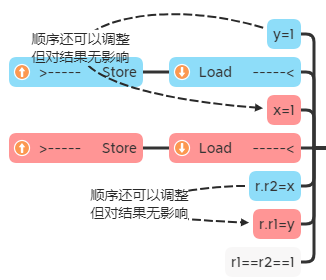 y=1
顺序还可以调整
但对结果无影响
>----- Store
Load -----<
x=1
>----- Store
Load -----<
r.r2=x
顺序还可以调整
但对结果无影响
r.r1=y
r1==r2==1